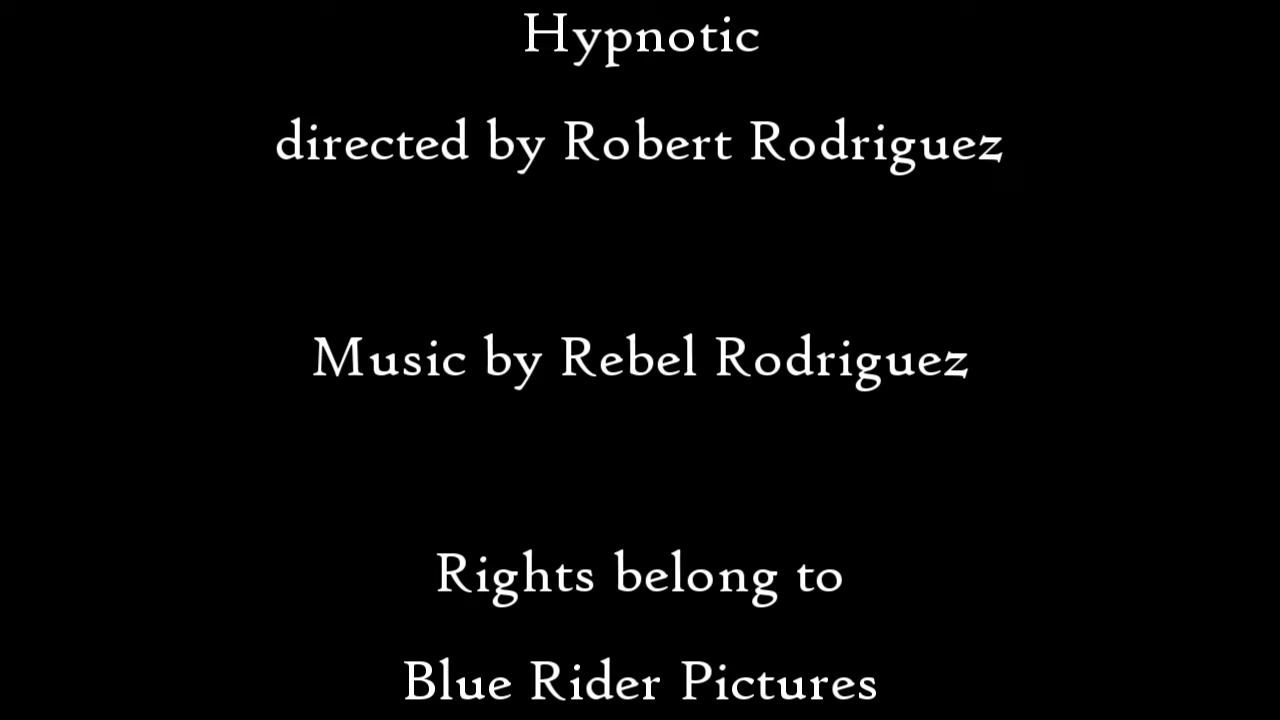 Hypnotic
directed by Robert Rodriguez
Music by Rebel Rodriguez
Rights belong to
Blue Rider Pictures